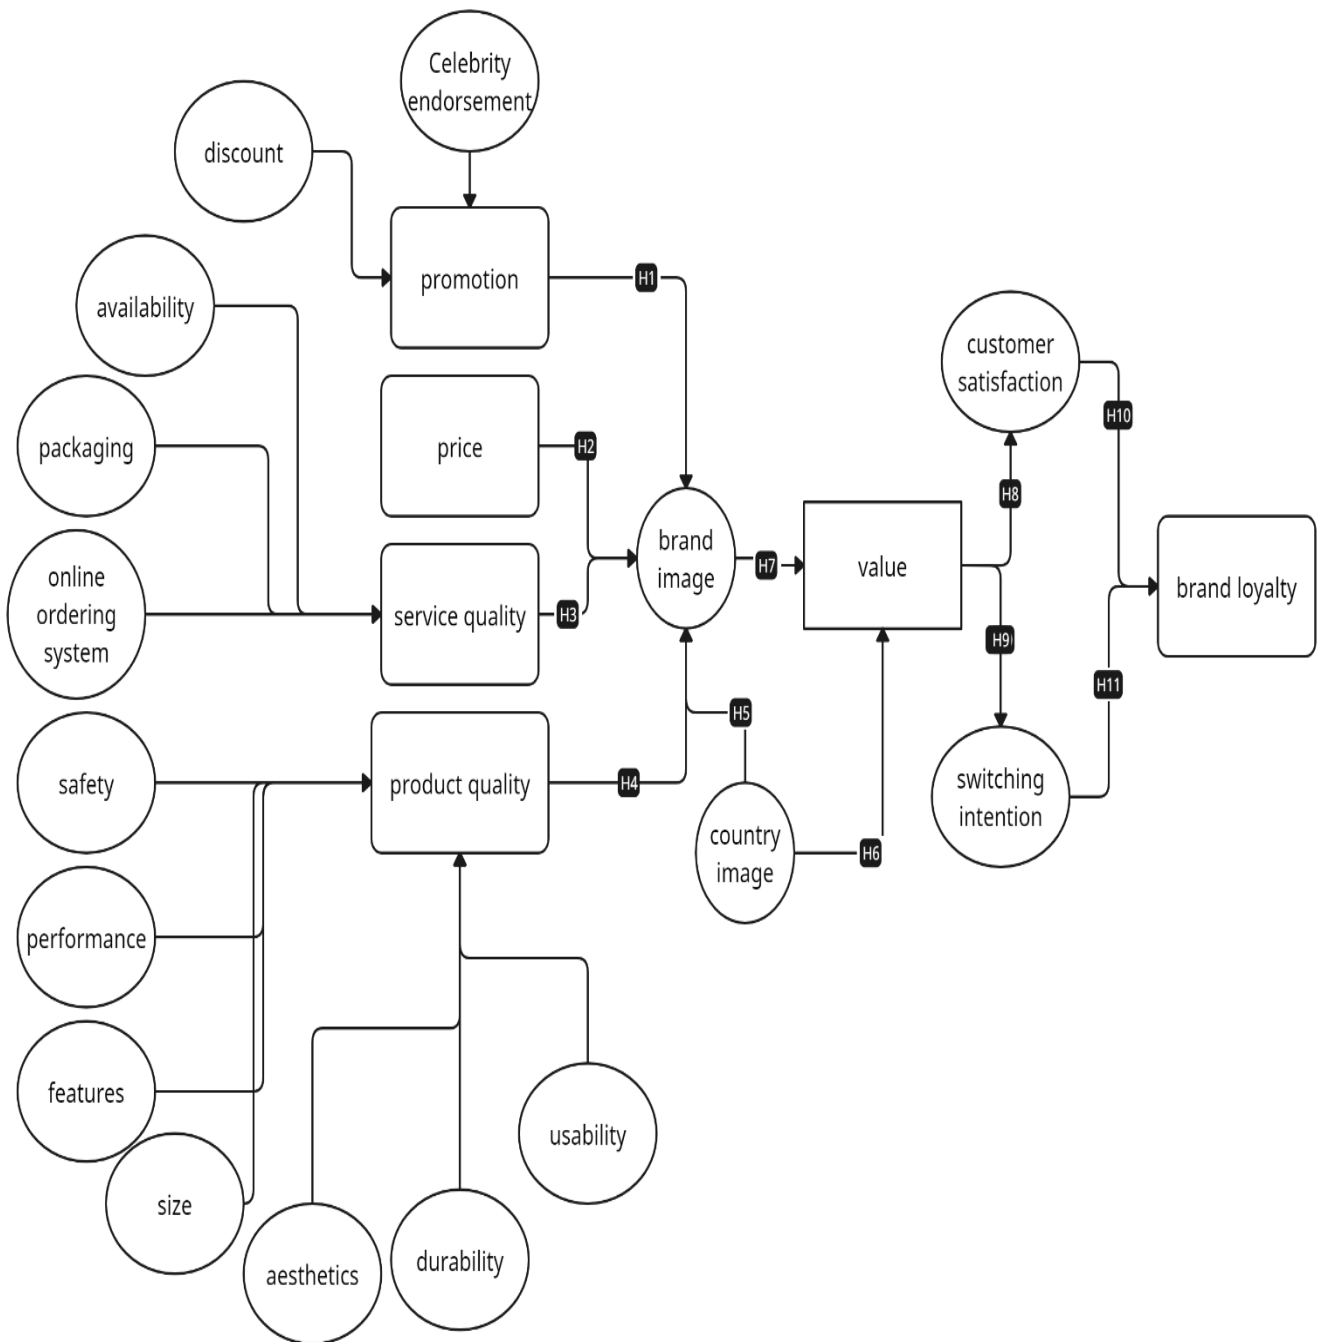 Celebrity
endorsement
discount
promotion
H1
availability
packaging
price
H2
online
ordering
system
service quality
H3
brand
image
H7
value
customer
satisfaction
H10
H8
H9
H11
brand loyalty
switching
intention
safety
product quality
H4
H5
country
image
H6
performance
features
size
aesthetics
durability
usability